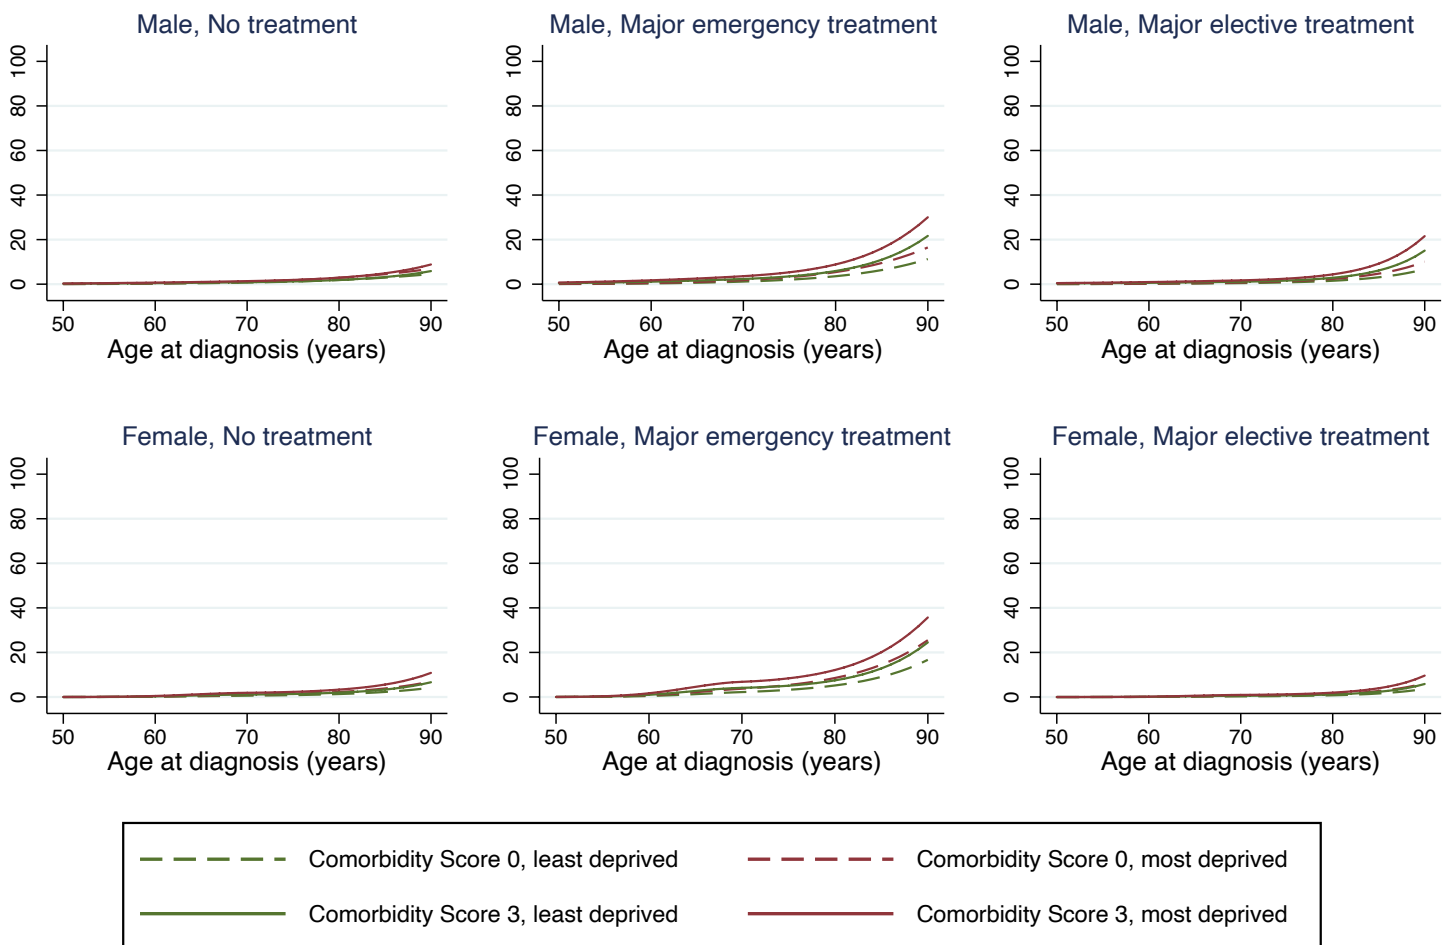 Male, No treatment
Male, Major emergency treatment
Male, Major elective treatment
100
80
60
40
20
0
50 60 70 80 90
Age at diagnosis (years)
100
80
60
40
20
0
50 60 70 80 90
Age at diagnosis (years)
100
80
60
40
20
0
50 60 70 80 90
Age at diagnosis (years)
Female, No treatment
Female, Major emergency treatment
Female, Major elective treatment
100
80
60
40
20
0
50 60 70 80 90
Age at diagnosis (years)
100
80
60
40
20
0
50 60 70 80 90
Age at diagnosis (years)
100
80
60
40
20
0
50 60 70 80 90
Age at diagnosis (years)
Comorbidity Score 0, least deprived
Comorbidity Score 0, most deprived
Comorbidity Score 3, least deprived
Comorbidity Score 3, most deprived